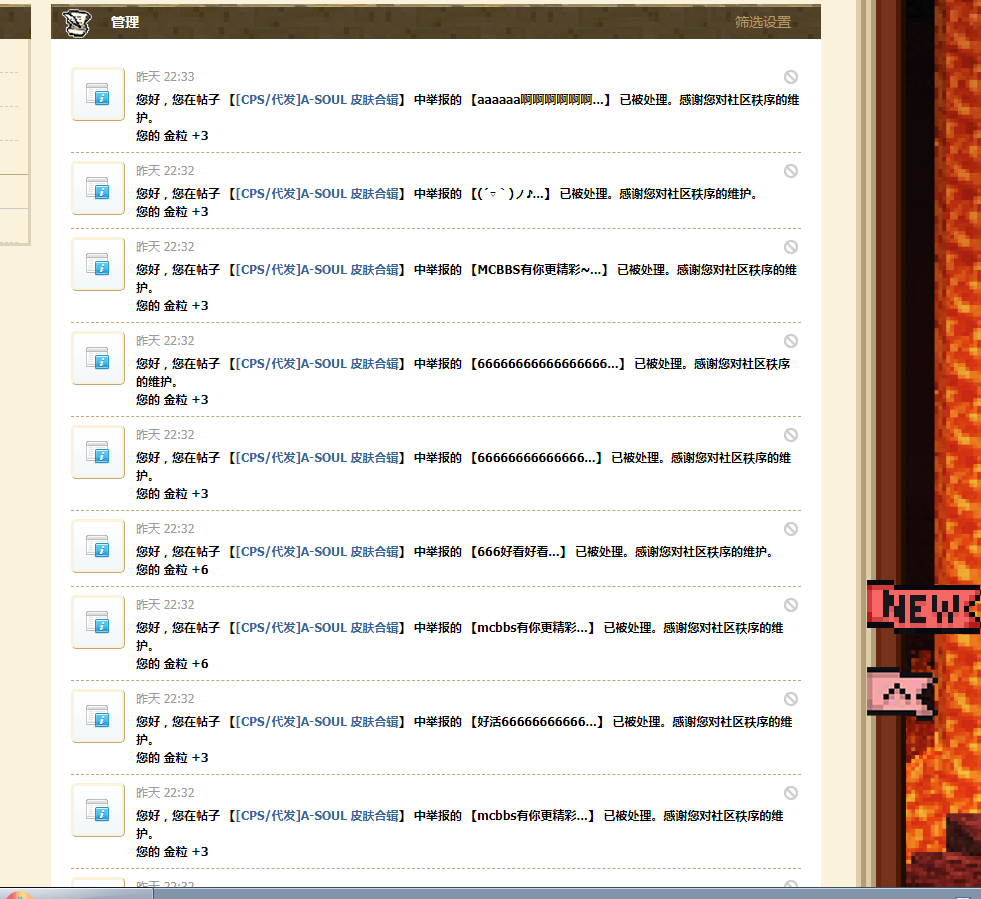 管理
筛选设置
昨天 22:33
您好，您在帖子 【[CPS/代发]A-SOUL 皮肤合辑】 中举报的 【aaaaaa啊啊啊啊啊啊...】 已被处理。感谢您对社区秩序的维
护。
您的 金粒 +3
昨天 22:32
您好，您在帖子 【[CPS/代发]A-SOUL 皮肤合辑】 中举报的 【(´▽｀)ノ♪...】 已被处理。感谢您对社区秩序的维护。
您的 金粒 +3
昨天 22:32
您好，您在帖子 【[CPS/代发]A-SOUL 皮肤合辑】 中举报的 【MCBBS有你更精彩~...】 已被处理。感谢您对社区秩序的维
护。
您的 金粒 +3
昨天 22:32
您好，您在帖子 【[CPS/代发]A-SOUL 皮肤合辑】 中举报的 【66666666666666666...】 已被处理。感谢您对社区秩序
的维护。
您的 金粒 +3
昨天 22:32
您好，您在帖子 【[CPS/代发]A-SOUL 皮肤合辑】 中举报的 【66666666666666...】 已被处理。感谢您对社区秩序的维
护。
您的 金粒 +3
昨天 22:32
您好，您在帖子 【[CPS/代发]A-SOUL 皮肤合辑】 中举报的 【666好看好看...】 已被处理。感谢您对社区秩序的维护。
您的 金粒 +6
昨天 22:32
您好，您在帖子 【[CPS/代发]A-SOUL 皮肤合辑】 中举报的 【mcbbs有你更精彩...】 已被处理。感谢您对社区秩序的维
护。
您的 金粒 +6
昨天 22:32
您好，您在帖子 【[CPS/代发]A-SOUL 皮肤合辑】 中举报的 【好活66666666666...】 已被处理。感谢您对社区秩序的维
护。
您的 金粒 +3
昨天 22:32
您好，您在帖子 【[CPS/代发]A-SOUL 皮肤合辑】 中举报的 【mcbbs有你更精彩...】 已被处理。感谢您对社区秩序的维
护。
您的 金粒 +3
昨天 22:32
NEW